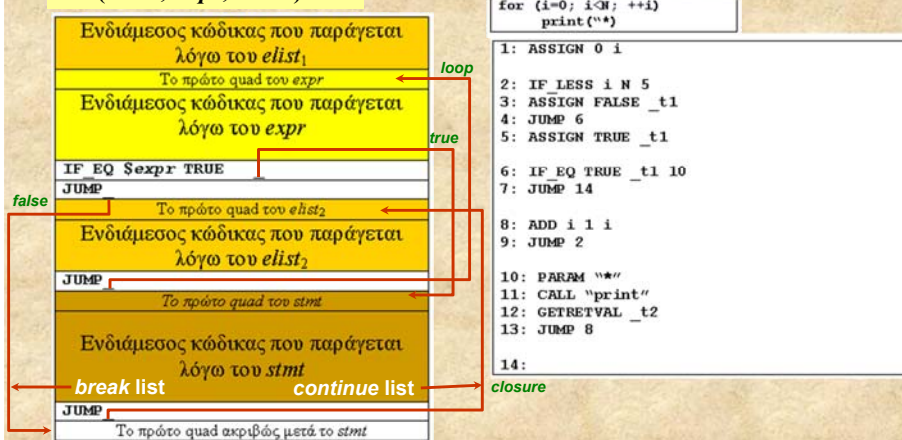 Ενδιάμεσος κώδικας που παράγεται
λόγω του elist1
Το πρώτο quad του expr
loop
Ενδιάμεσος κώδικας που παράγεται
λόγω του expr
true
IF_EQ $expr TRUE _
JUMP _
false
Το πρώτο quad του elist2
Ενδιάμεσος κώδικας που παράγεται
λόγω του elist2
JUMP _
Το πρώτο quad του stmt
Ενδιάμεσος κώδικας που παράγεται
λόγω του stmt
break list
continue list
closure
JUMP _
Το πρώτο quad ακριβώς μετά το stmt
for (i=0; i<N; ++i)
print("*)
1: ASSIGN 0 i
2: IF_LESS i N 5
3: ASSIGN FALSE _t1
4: JUMP 6
5: ASSIGN TRUE _t1
6: IF_EQ TRUE _t1 10
7: JUMP 14
8: ADD i 1 i
9: JUMP 2
10: PARAM "*"
11: CALL "print"
12: GETRETVAL _t2
13: JUMP 8
14: